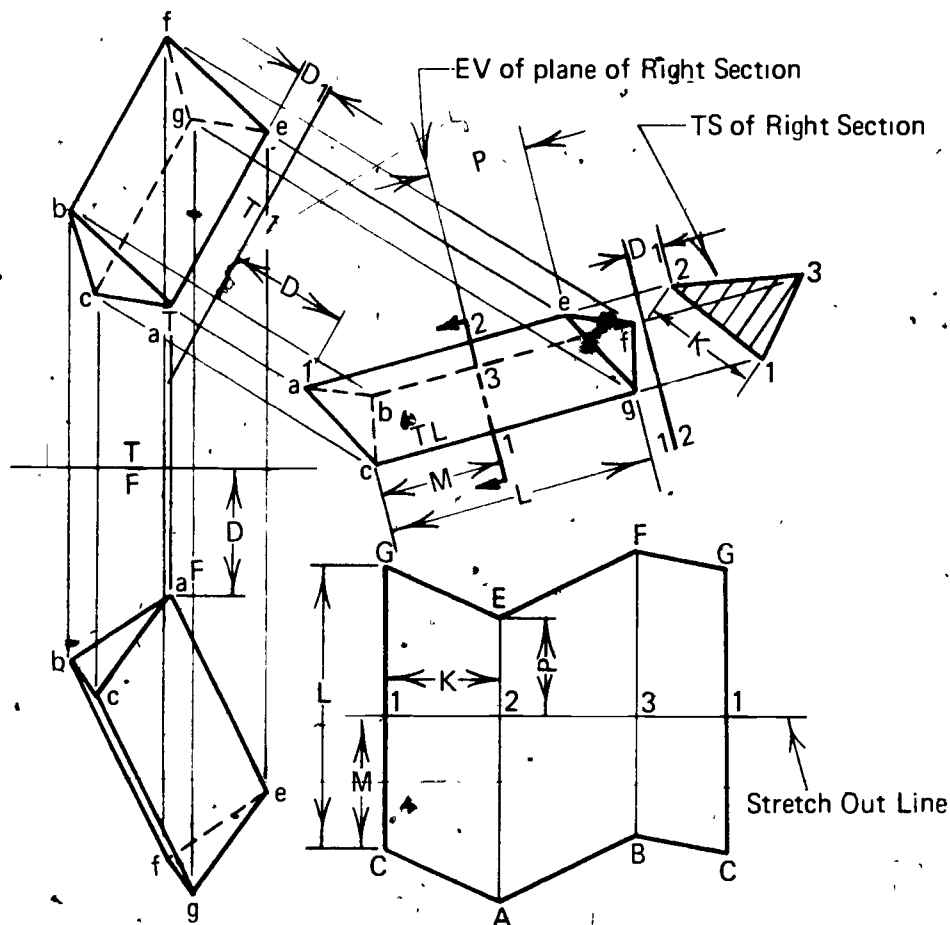 f
D1
EV of plane of Right Section
g
e
P
TS of Right Section
b
T 1
D1
2
3
c
D
e
K
T
a
2
f
1
1
a
3
b
g
TL
1
1 2
T
c
M
F
L
D
F
G
G
a F
E
b
P
K
c
L
1
2
3
1
M
e
Stretch Out Line
B
f
C
C
g
A